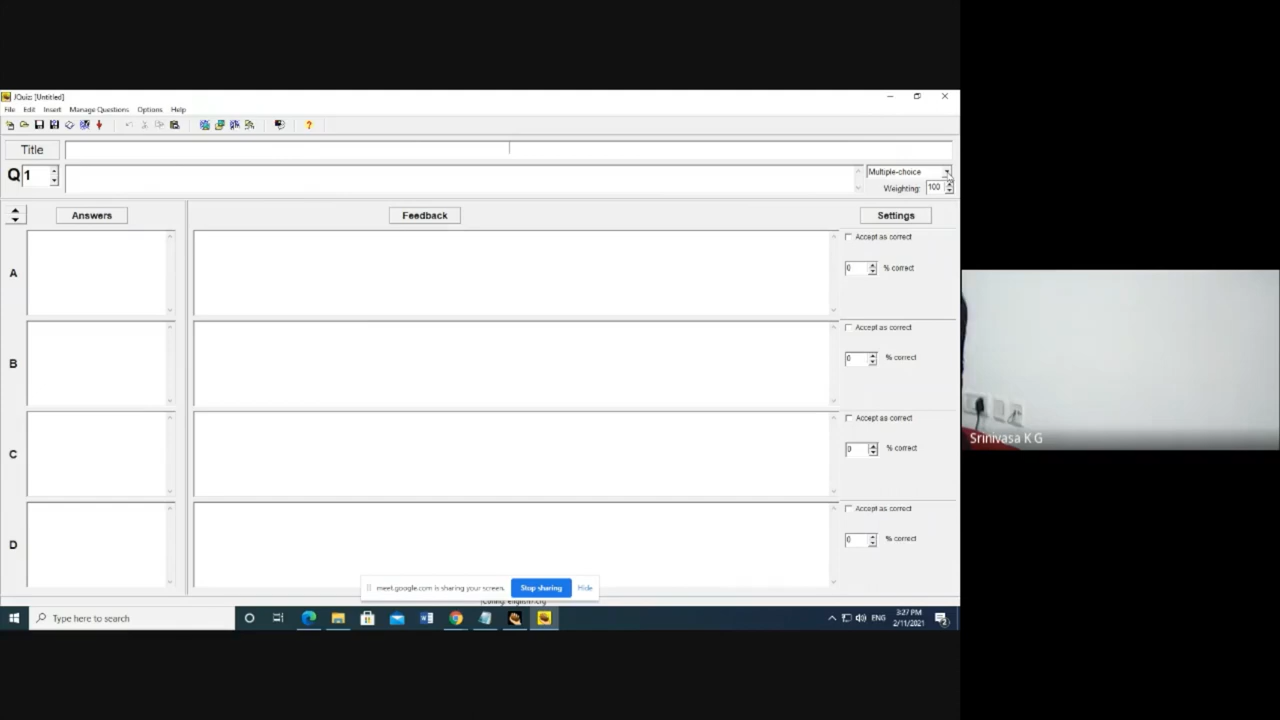 JQuiz: [Untitled]
File Edit Insert Manage Questions Options Help
Title
Q 1
Multiple-choice
Weighting: 100
Answers Feedback Settings
A
Accept as correct
0 % correct
B
Accept as correct
0 % correct
C
Accept as correct
0 % correct
D
Accept as correct
0 % correct
meet.google.com is sharing your screen. Stop sharing Hide
Type here to search
ENG
3:27 PM
2/11/2021
2
Srinivasa K G